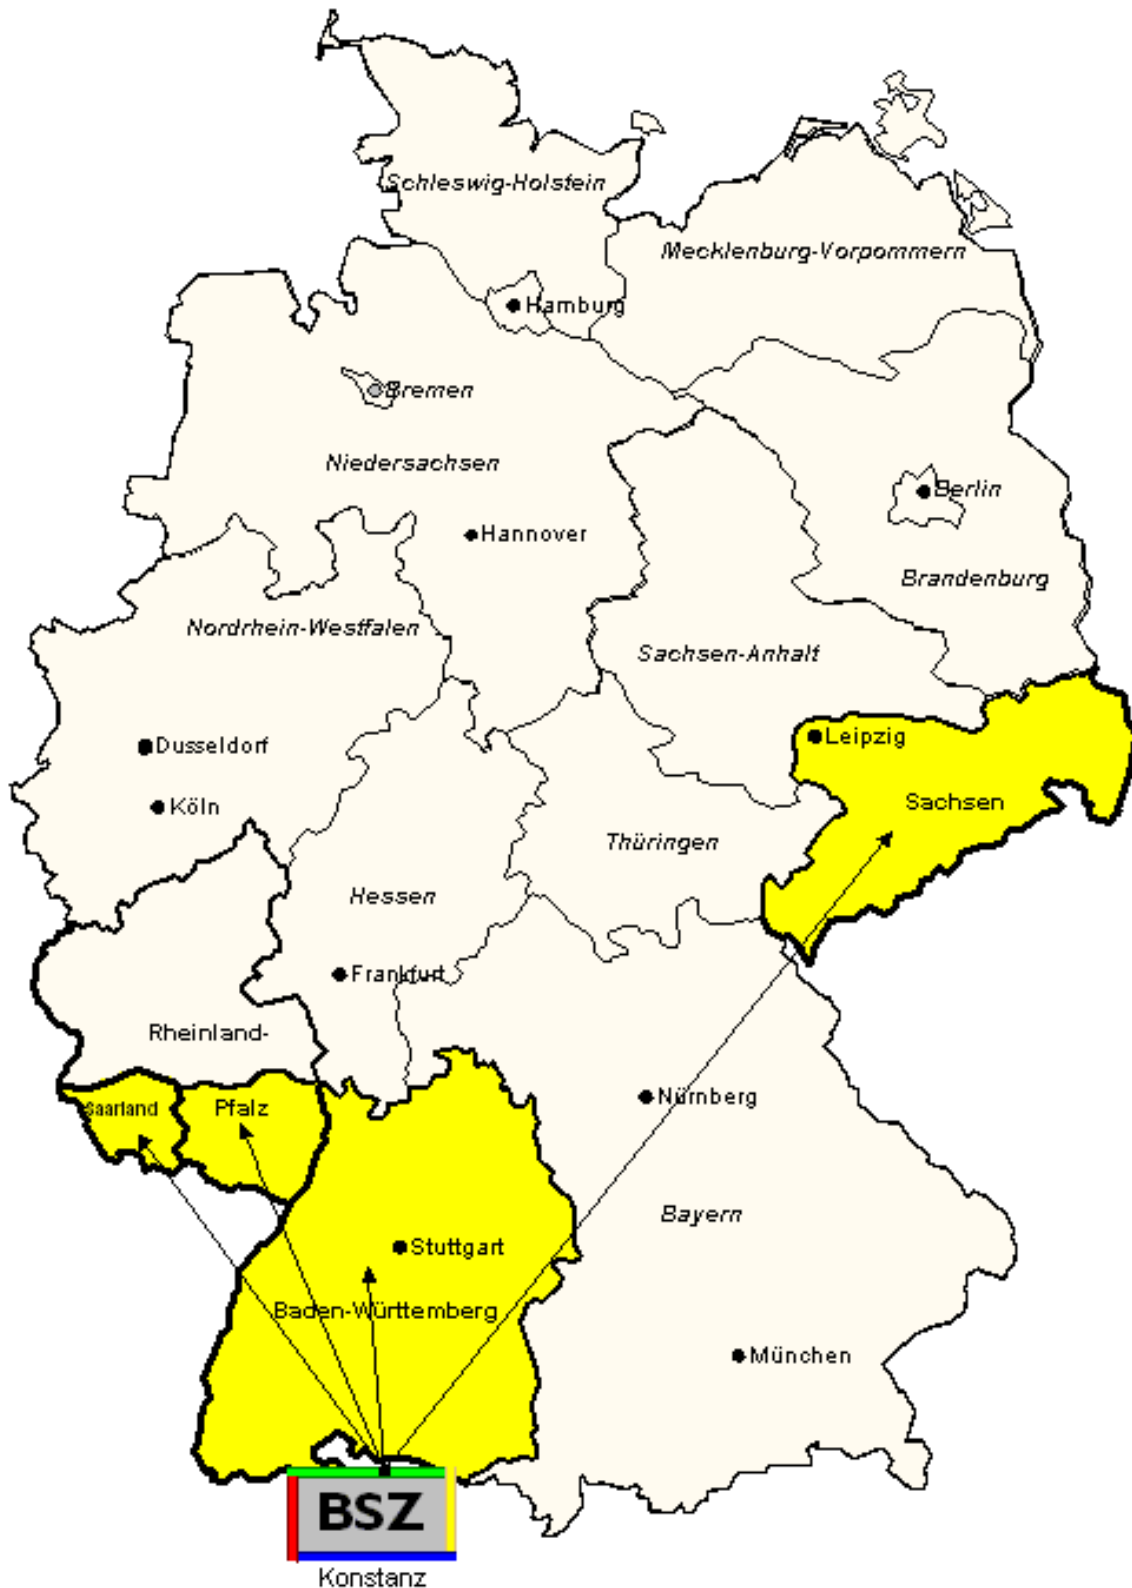 Schleswig-Holstein
Mecklenburg-Vorpommern
Hamburg
Bremen
Niedersachsen
Berlin
Hannover
Brandenburg
Nordrhein-Westfalen
Sachsen-Anhalt
Leipzig
Dusseldorf
Sachsen
Köln
Thüringen
Hessen
Frankfurt
Rheinland-
Nürnberg
Saarland
Pfalz
Bayern
Stuttgart
Baden-Württemberg
München
BSZ
Konstanz